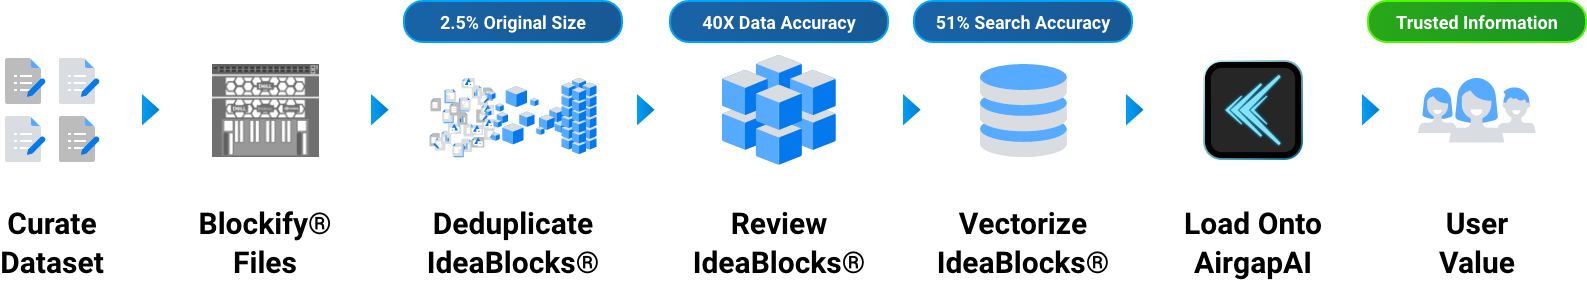 2.5% Original Size
40X Data Accuracy
51% Search Accuracy
Trusted Information
Curate
Dataset
Blockify®
Files
Deduplicate
IdeaBlocks®
Review
IdeaBlocks®
Vectorize
IdeaBlocks®
Load Onto
AirgapAI
User
Value